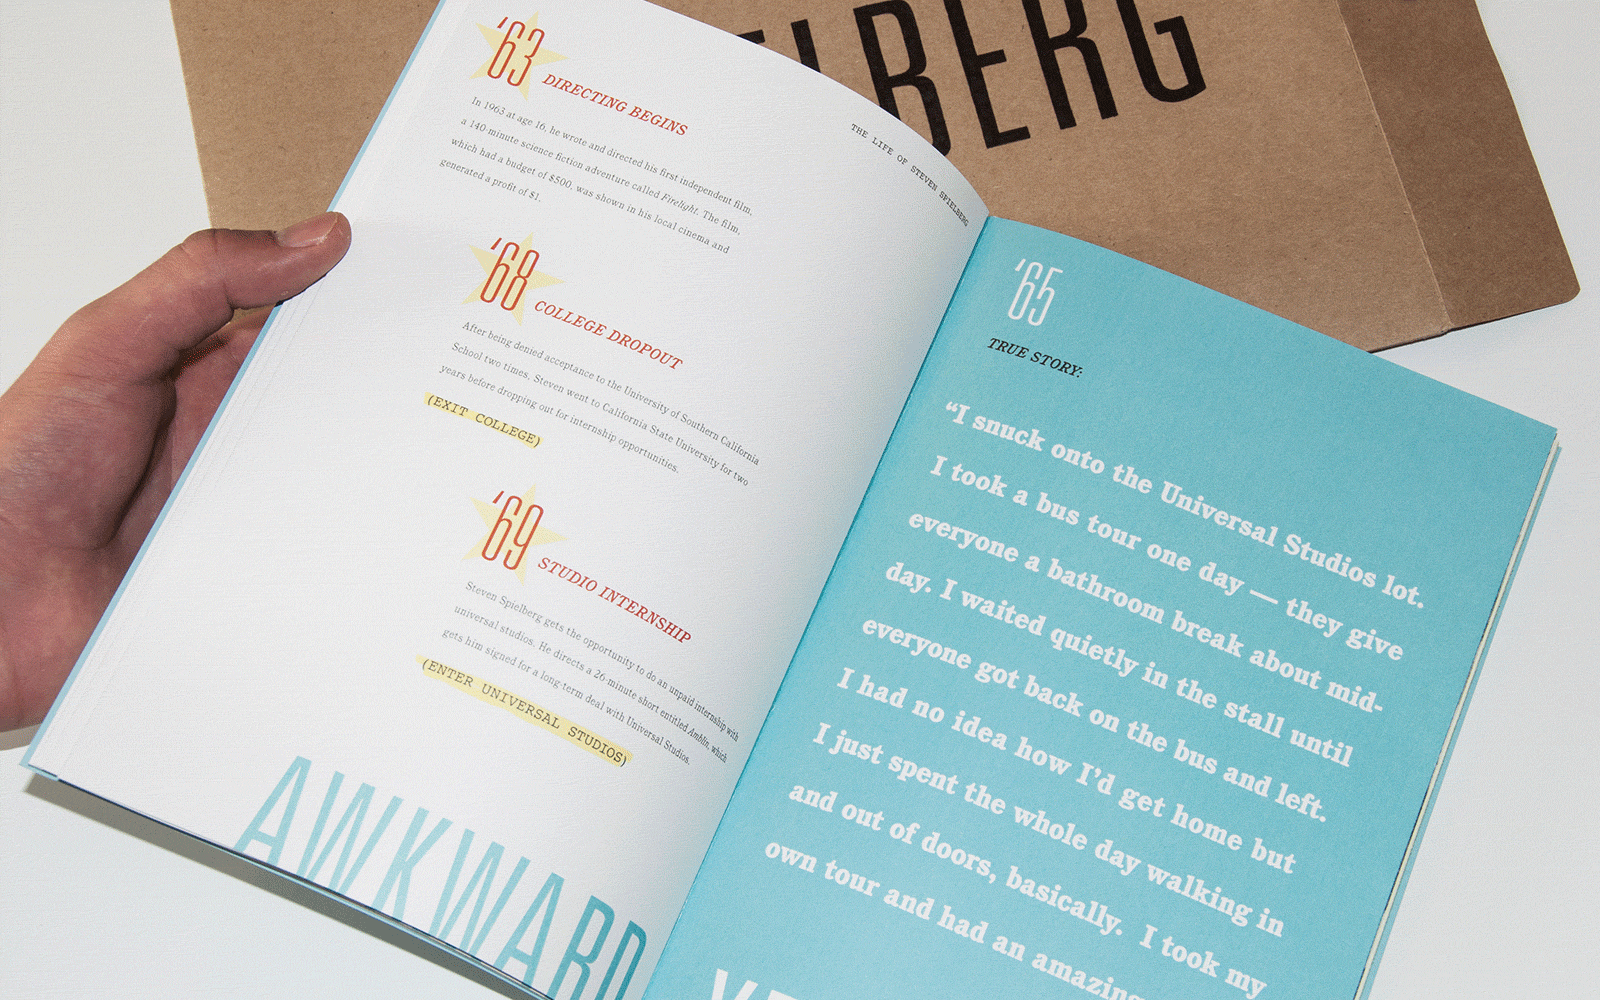 ELBERG
'63 DIRECTING BEGINS
In 1963 at age 16, he wrote and directed his first independent film,
a 140 minute science fiction adventure called Firelight. The film,
which had a budget of $500, was shown in his local cinema and
generated a profit of $1.
THE LIFE OF STEVEN SPIELBERG
'68 COLLEGE DROPOUT
After being denied acceptance to the University of Southern California
School two times, Steven went to California State University for two
years before dropping out for internship opportunities.
(EXIT COLLEGE)
'69 STUDIO INTERNSHIP
Steven Spielberg gets the opportunity to do an unpaid internship with
universal studios. He directs a 26-minute short entitled Amblin, which
gets him signed for a long-term deal with Universal Studios.
(ENTER UNIVERSAL STUDIOS)
AWKWARD
'65
TRUE STORY:
“I snuck onto the Universal Studios lot.
I took a bus tour one day — they give
everyone a bathroom break about mid-
day. I waited quietly in the stall until
everyone got back on the bus and left.
I had no idea how I’d get home but
I just spent the whole day walking in
and out of doors, basically. I took my
own tour and had an amazing